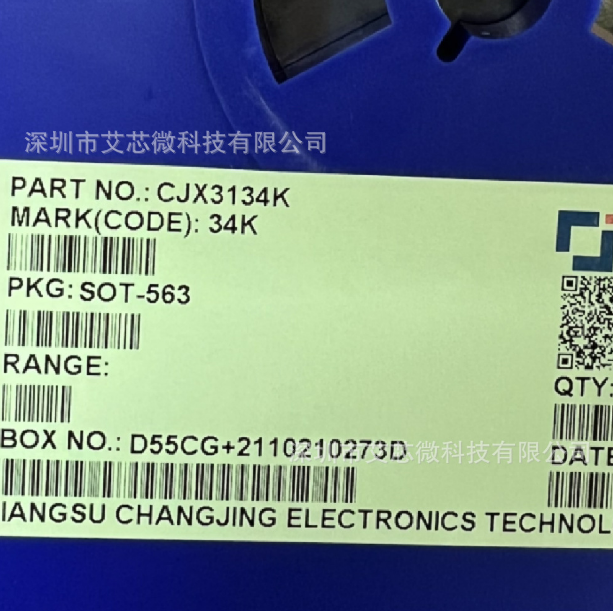 深圳市艾芯微科技有限公司
PART NO.: CJX3134K
MARK(CODE): 34K
PKG: SOT-563
RANGE:
QTY:
BOX NO.: D55CG+2110210273D
深圳市艾芯微科技有限公司
DATE
IANGSU CHANGJING ELECTRONICS TECHNOL